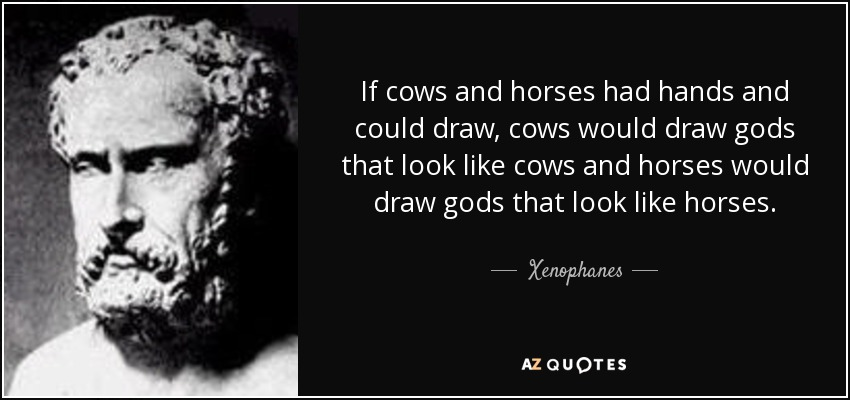 If cows and horses had hands and
could draw, cows would draw gods
that look like cows and horses would
draw gods that look like horses.
Xenophanes
AZ QUOTES